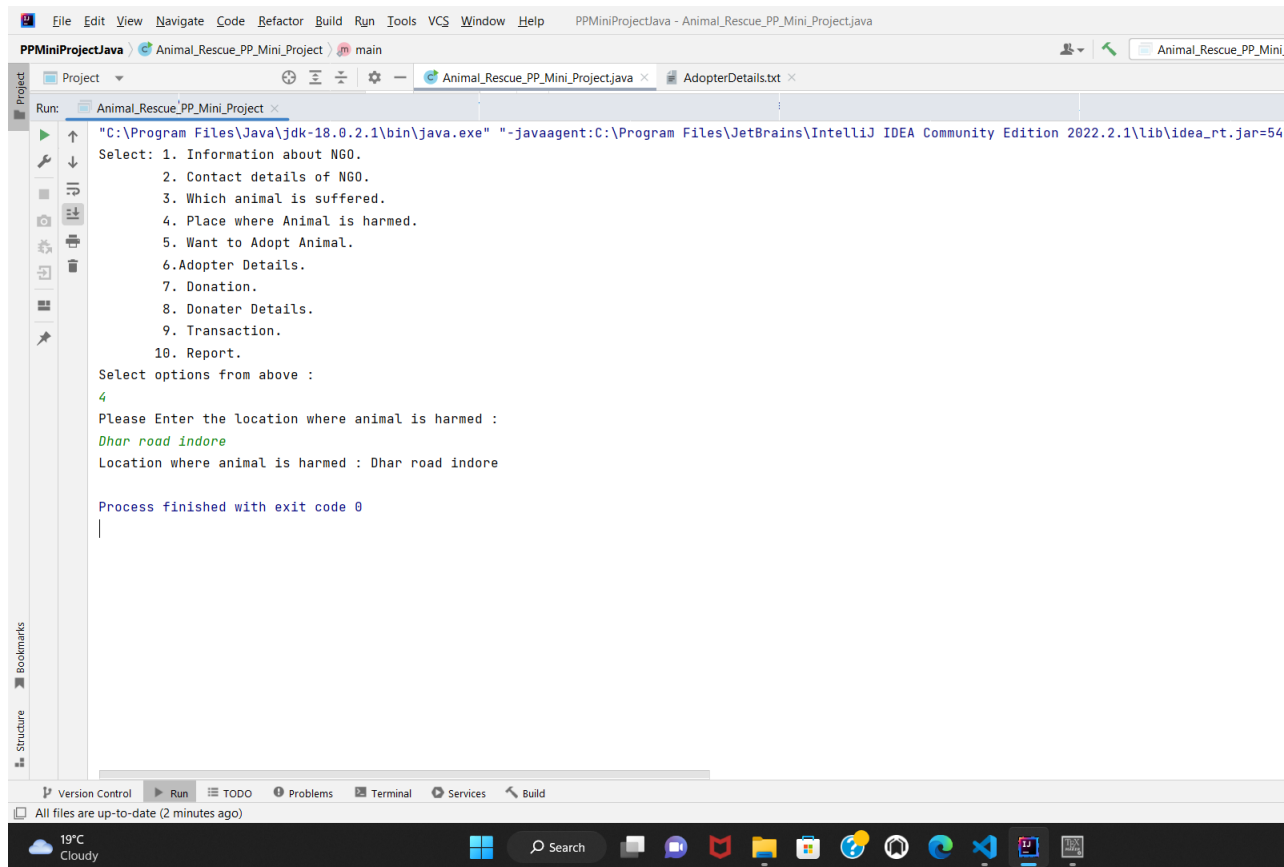 File Edit View Navigate Code Refactor Build Run Tools VCS Window Help PPMiniProjectJava - Animal_Rescue_PP_Mini_Project.java
PPMiniProjectJava Animal_Rescue_PP_Mini_Project main Animal_Rescue_PP_Mini
Project Project Animal_Rescue_PP_Mini_Project.java AdopterDetails.txt
Run: Animal_Rescue_PP_Mini_Project
"C:\Program Files\Java\jdk-18.0.2.1\bin\java.exe" "-javaagent:C:\Program Files\JetBrains\IntelliJ IDEA Community Edition 2022.2.1\lib\idea_rt.jar=54
Select: 1. Information about NGO.
2. Contact details of NGO.
3. Which animal is suffered.
4. Place where Animal is harmed.
5. Want to Adopt Animal.
6.Adopter Details.
7. Donation.
8. Donater Details.
9. Transaction.
10. Report.
Select options from above :
4
Please Enter the location where animal is harmed :
Dhar road indore
Location where animal is harmed : Dhar road indore
Process finished with exit code 0
Bookmarks
Structure
Version Control Run TODO Problems Terminal Services Build
All files are up-to-date (2 minutes ago)
19°C
Cloudy
Search